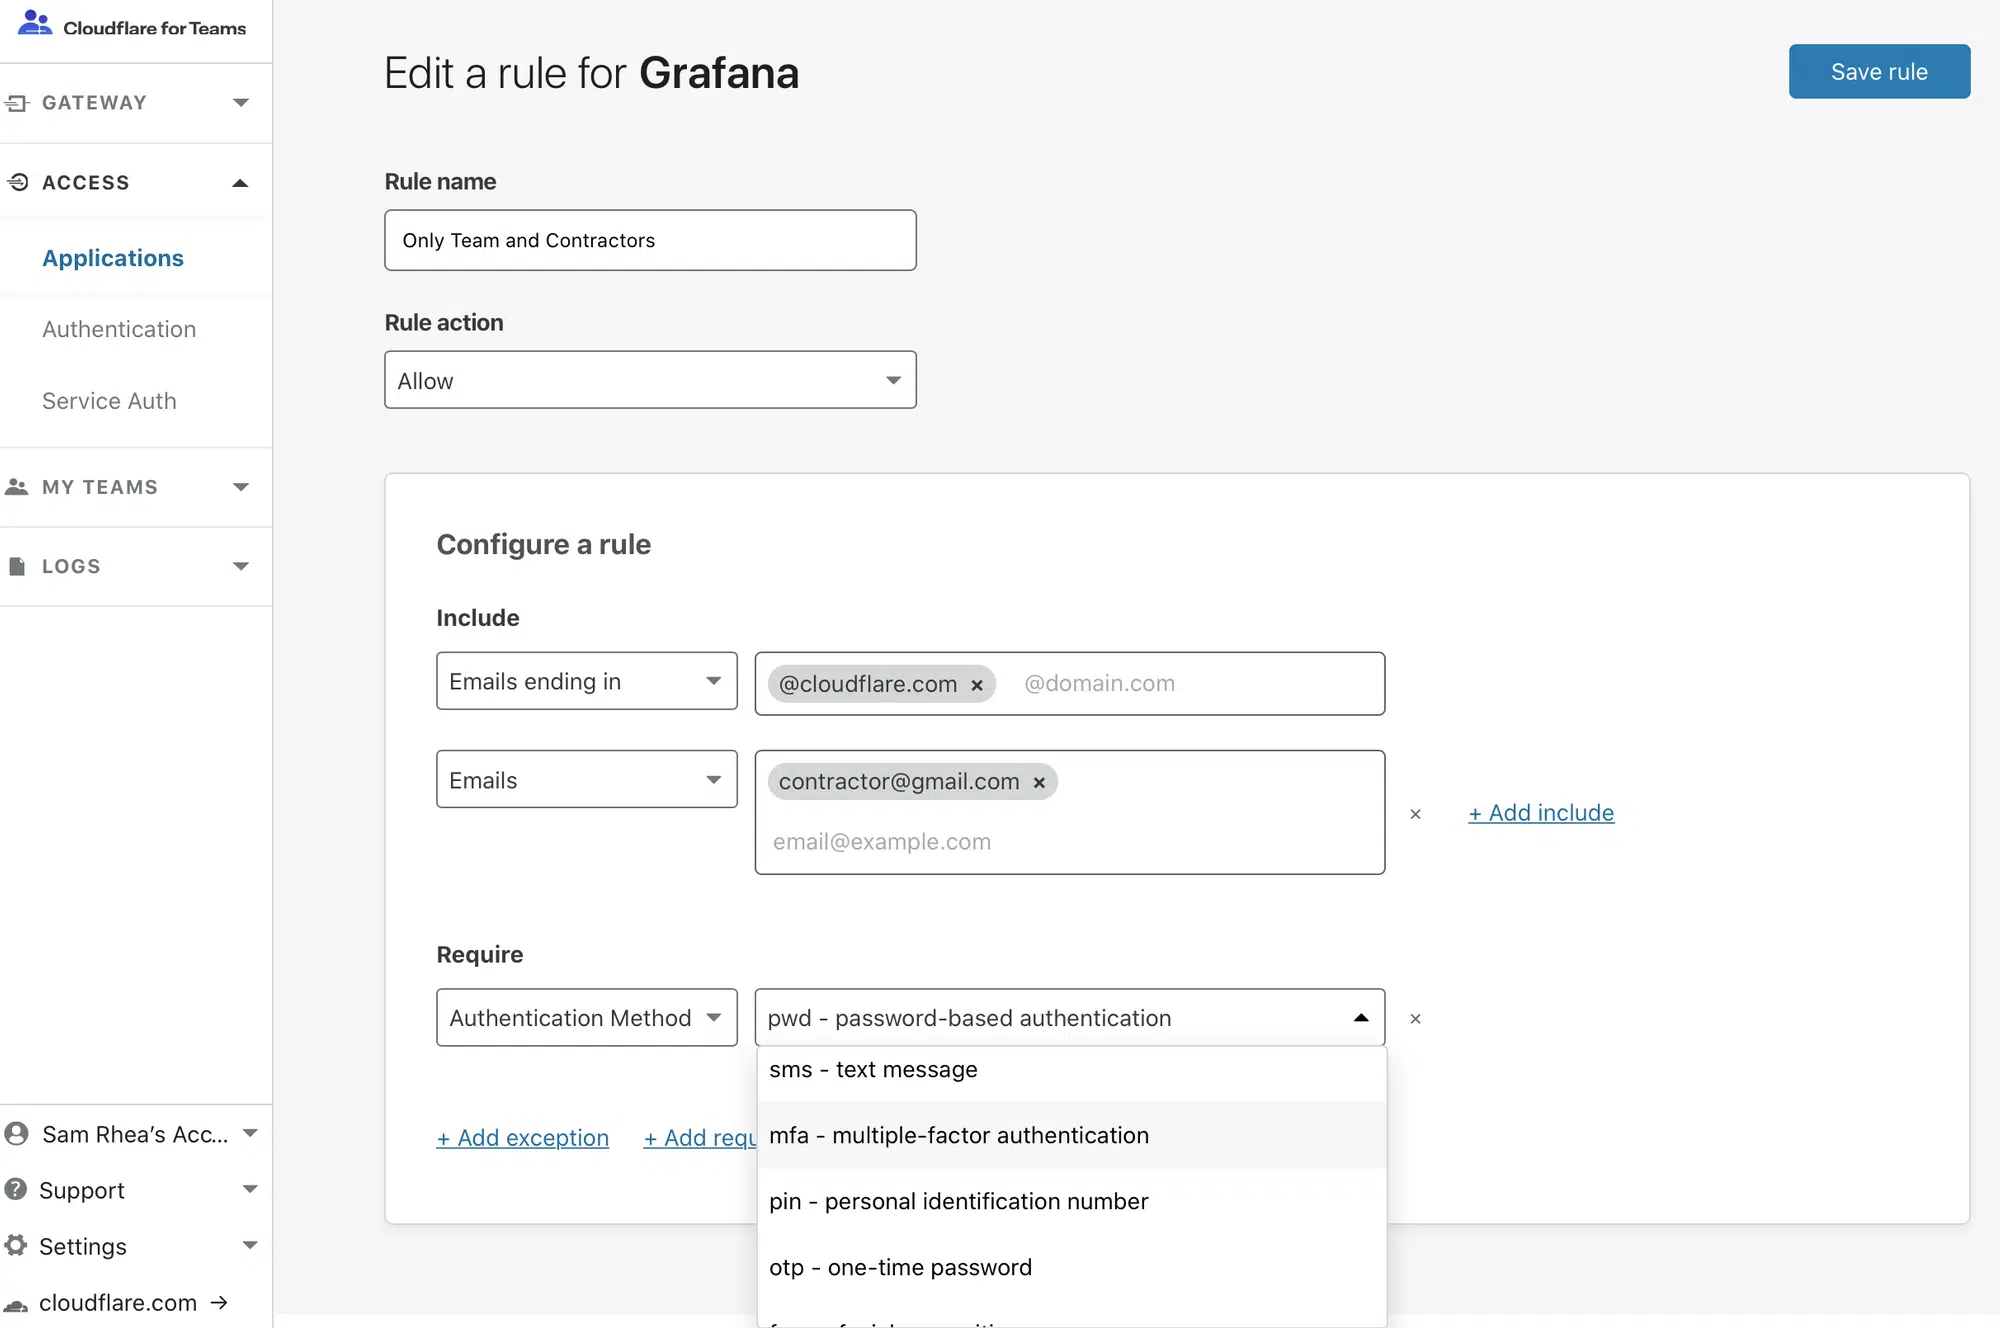 Cloudflare for Teams
GATEWAY
ACCESS
Applications
Authentication
Service Auth
MY TEAMS
LOGS
Sam Rhea’s Acc...
Support
Settings
cloudflare.com →
Edit a rule for Grafana
Save rule
Rule name
Only Team and Contractors
Rule action
Allow
Configure a rule
Include
Emails ending in
@cloudflare.com ×
@domain.com
Emails
contractor@gmail.com ×
email@example.com
×
+ Add include
Require
Authentication Method
pwd - password-based authentication
×
sms - text message
mfa - multiple-factor authentication
pin - personal identification number
otp - one-time password
+ Add exception
+ Add requ